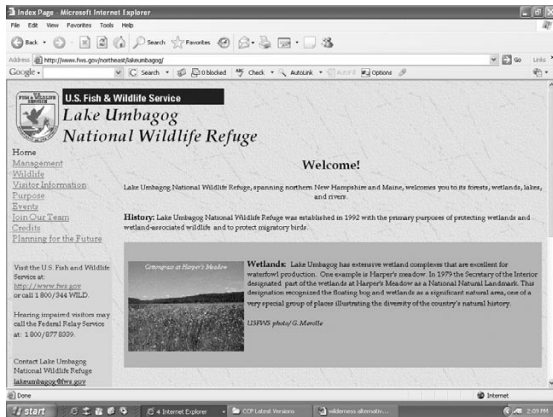 Index Page - Microsoft Internet Explorer
File Edit View Favorites Tools Help
Back Search Favorites
Address http://www.fws.gov/northeast/lakeumbagog/ Go Links
Google Search 0 blocked Check AutoLink Options
FISH & WILDLIFE SERVICE
U.S. Fish & Wildlife Service
Lake Umbagog
National Wildlife Refuge
Home
Management
Wildlife
Visitor Information
Purpose
Events
Join Our Team
Credits
Planning for the Future
Welcome!
Lake Umbagog National Wildlife Refuge, spanning northern New Hampshire and Maine, welcomes you to its forests, wetlands, lakes,
and rivers.
History: Lake Umbagog National Wildlife Refuge was established in 1992 with the primary purposes of protecting wetlands and
wetland-associated wildlife and to protect migratory birds.
Cottongrass at Harper's Meadow
Wetlands: Lake Umbagog has extensive wetland complexes that are excellent for
waterfowl production. One example is Harper's meadow. In 1979 the Secretary of the Interior
designated part of the wetlands at Harper's Meadow as a National Natural Landmark. This
designation recognized the floating bog and wetlands as a significant natural area, one of a
very special group of places illustrating the diversity of the country's natural history.
USFWS photo/ G.
Visit the U.S. Fish and Wildlife
Service at:
http://www.fws.gov
or call 1 800/344 WILD.
Hearing impaired visitors may
call the Federal Relay Service
at: 1 800/877 8339.
Contact Lake Umbagog
National Wildlife Refuge
lakeumbagog@fws.gov
Done Internet
start 4 Internet Explorer CCP Latest Versions wilderness alternativ...